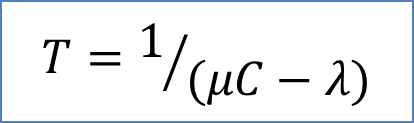 T = 1/(μC − λ)